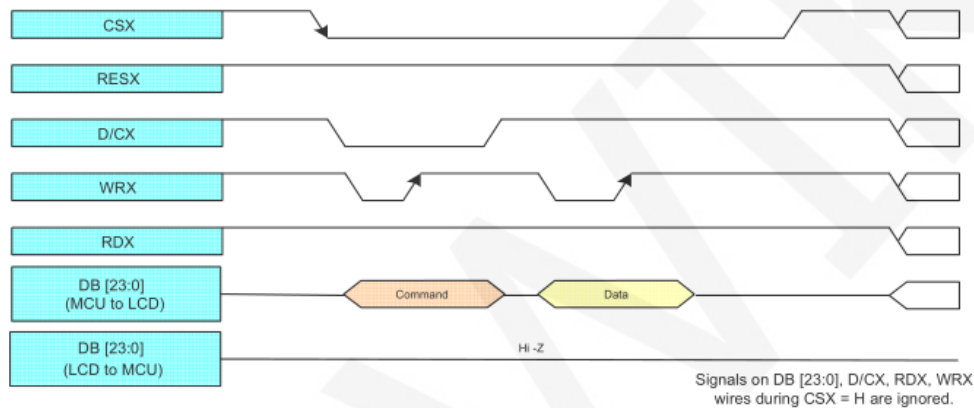 CSX
RESX
D/CX
WRX
RDX
DB [23:0]
(MCU to LCD)
Command
Data
DB [23:0]
(LCD to MCU)
Hi -Z
Signals on DB [23:0], D/CX, RDX, WRX
wires during CSX = H are ignored.